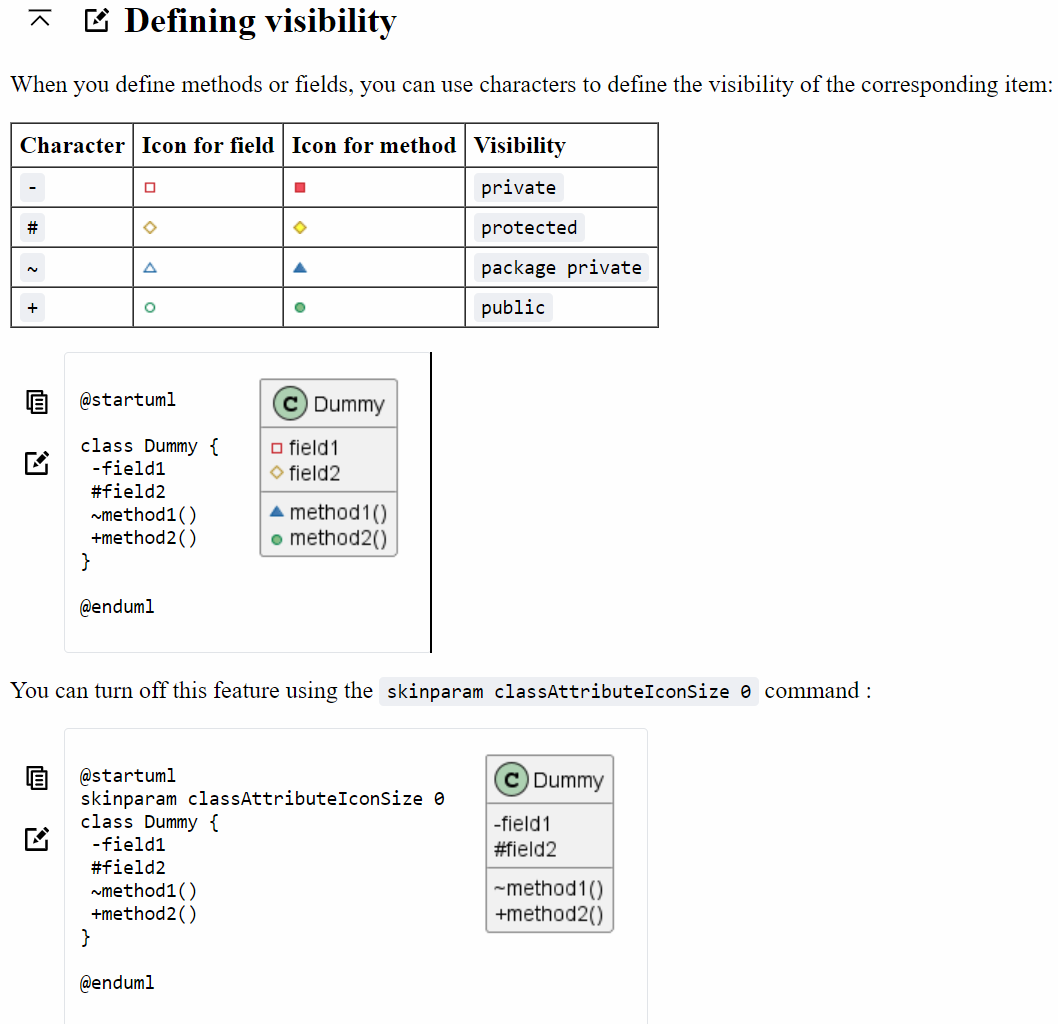 Defining visibility
When you define methods or fields, you can use characters to define the visibility of the corresponding item:
Character Icon for field Icon for method Visibility
- private
# protected
~ package private
+ public
@startuml
class Dummy {
-field1
#field2
~method1()
+method2()
}
@enduml
C Dummy
field1
field2
method1()
method2()
You can turn off this feature using the skinparam classAttributeIconSize 0 command :
@startuml
skinparam classAttributeIconSize 0
class Dummy {
-field1
#field2
~method1()
+method2()
}
@enduml
C Dummy
-field1
#field2
~method1()
+method2()